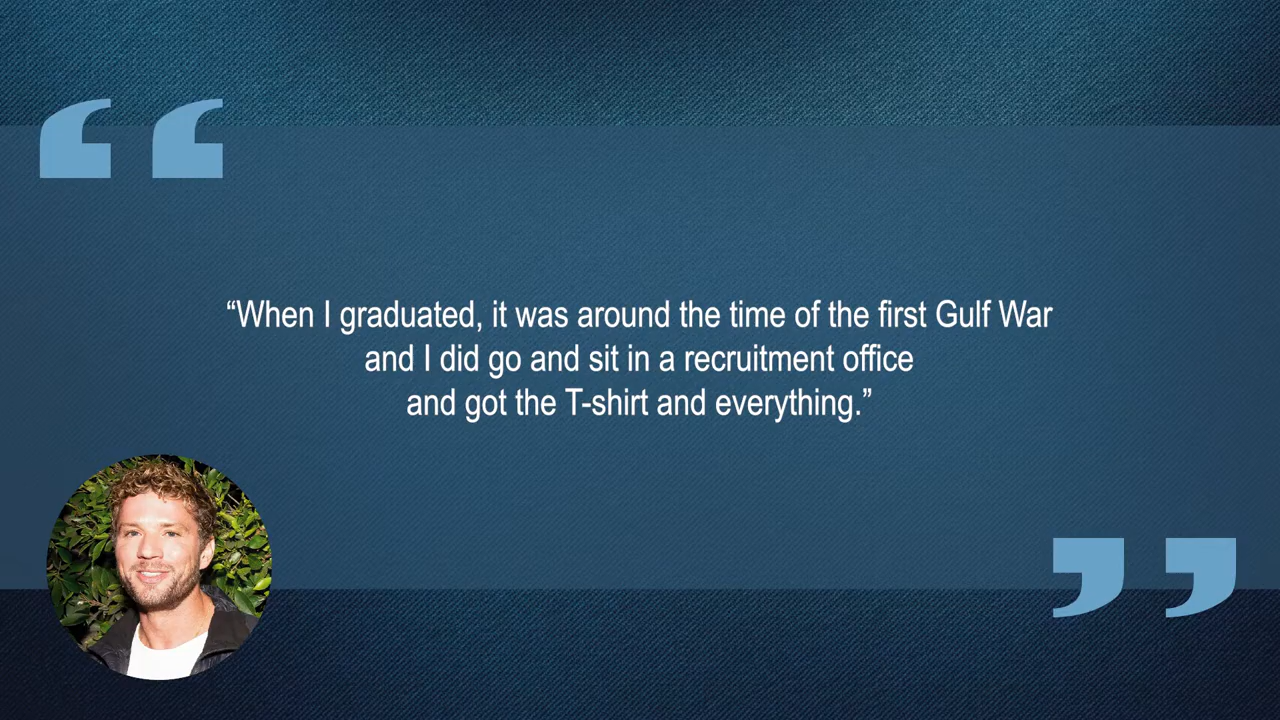 “When I graduated, it was around the time of the first Gulf War
and I did go and sit in a recruitment office
and got the T-shirt and everything.”